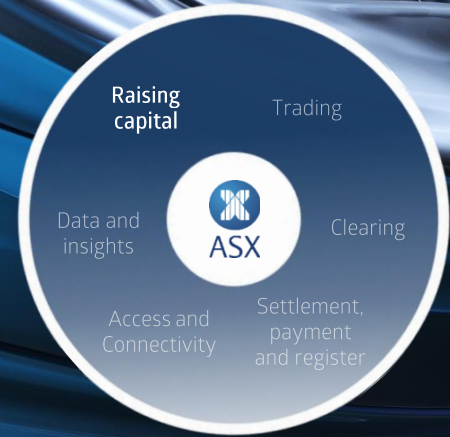 Raising
capital
Trading
Data and
insights
ASX
Clearing
Access and
Connectivity
Settlement,
payment
and register